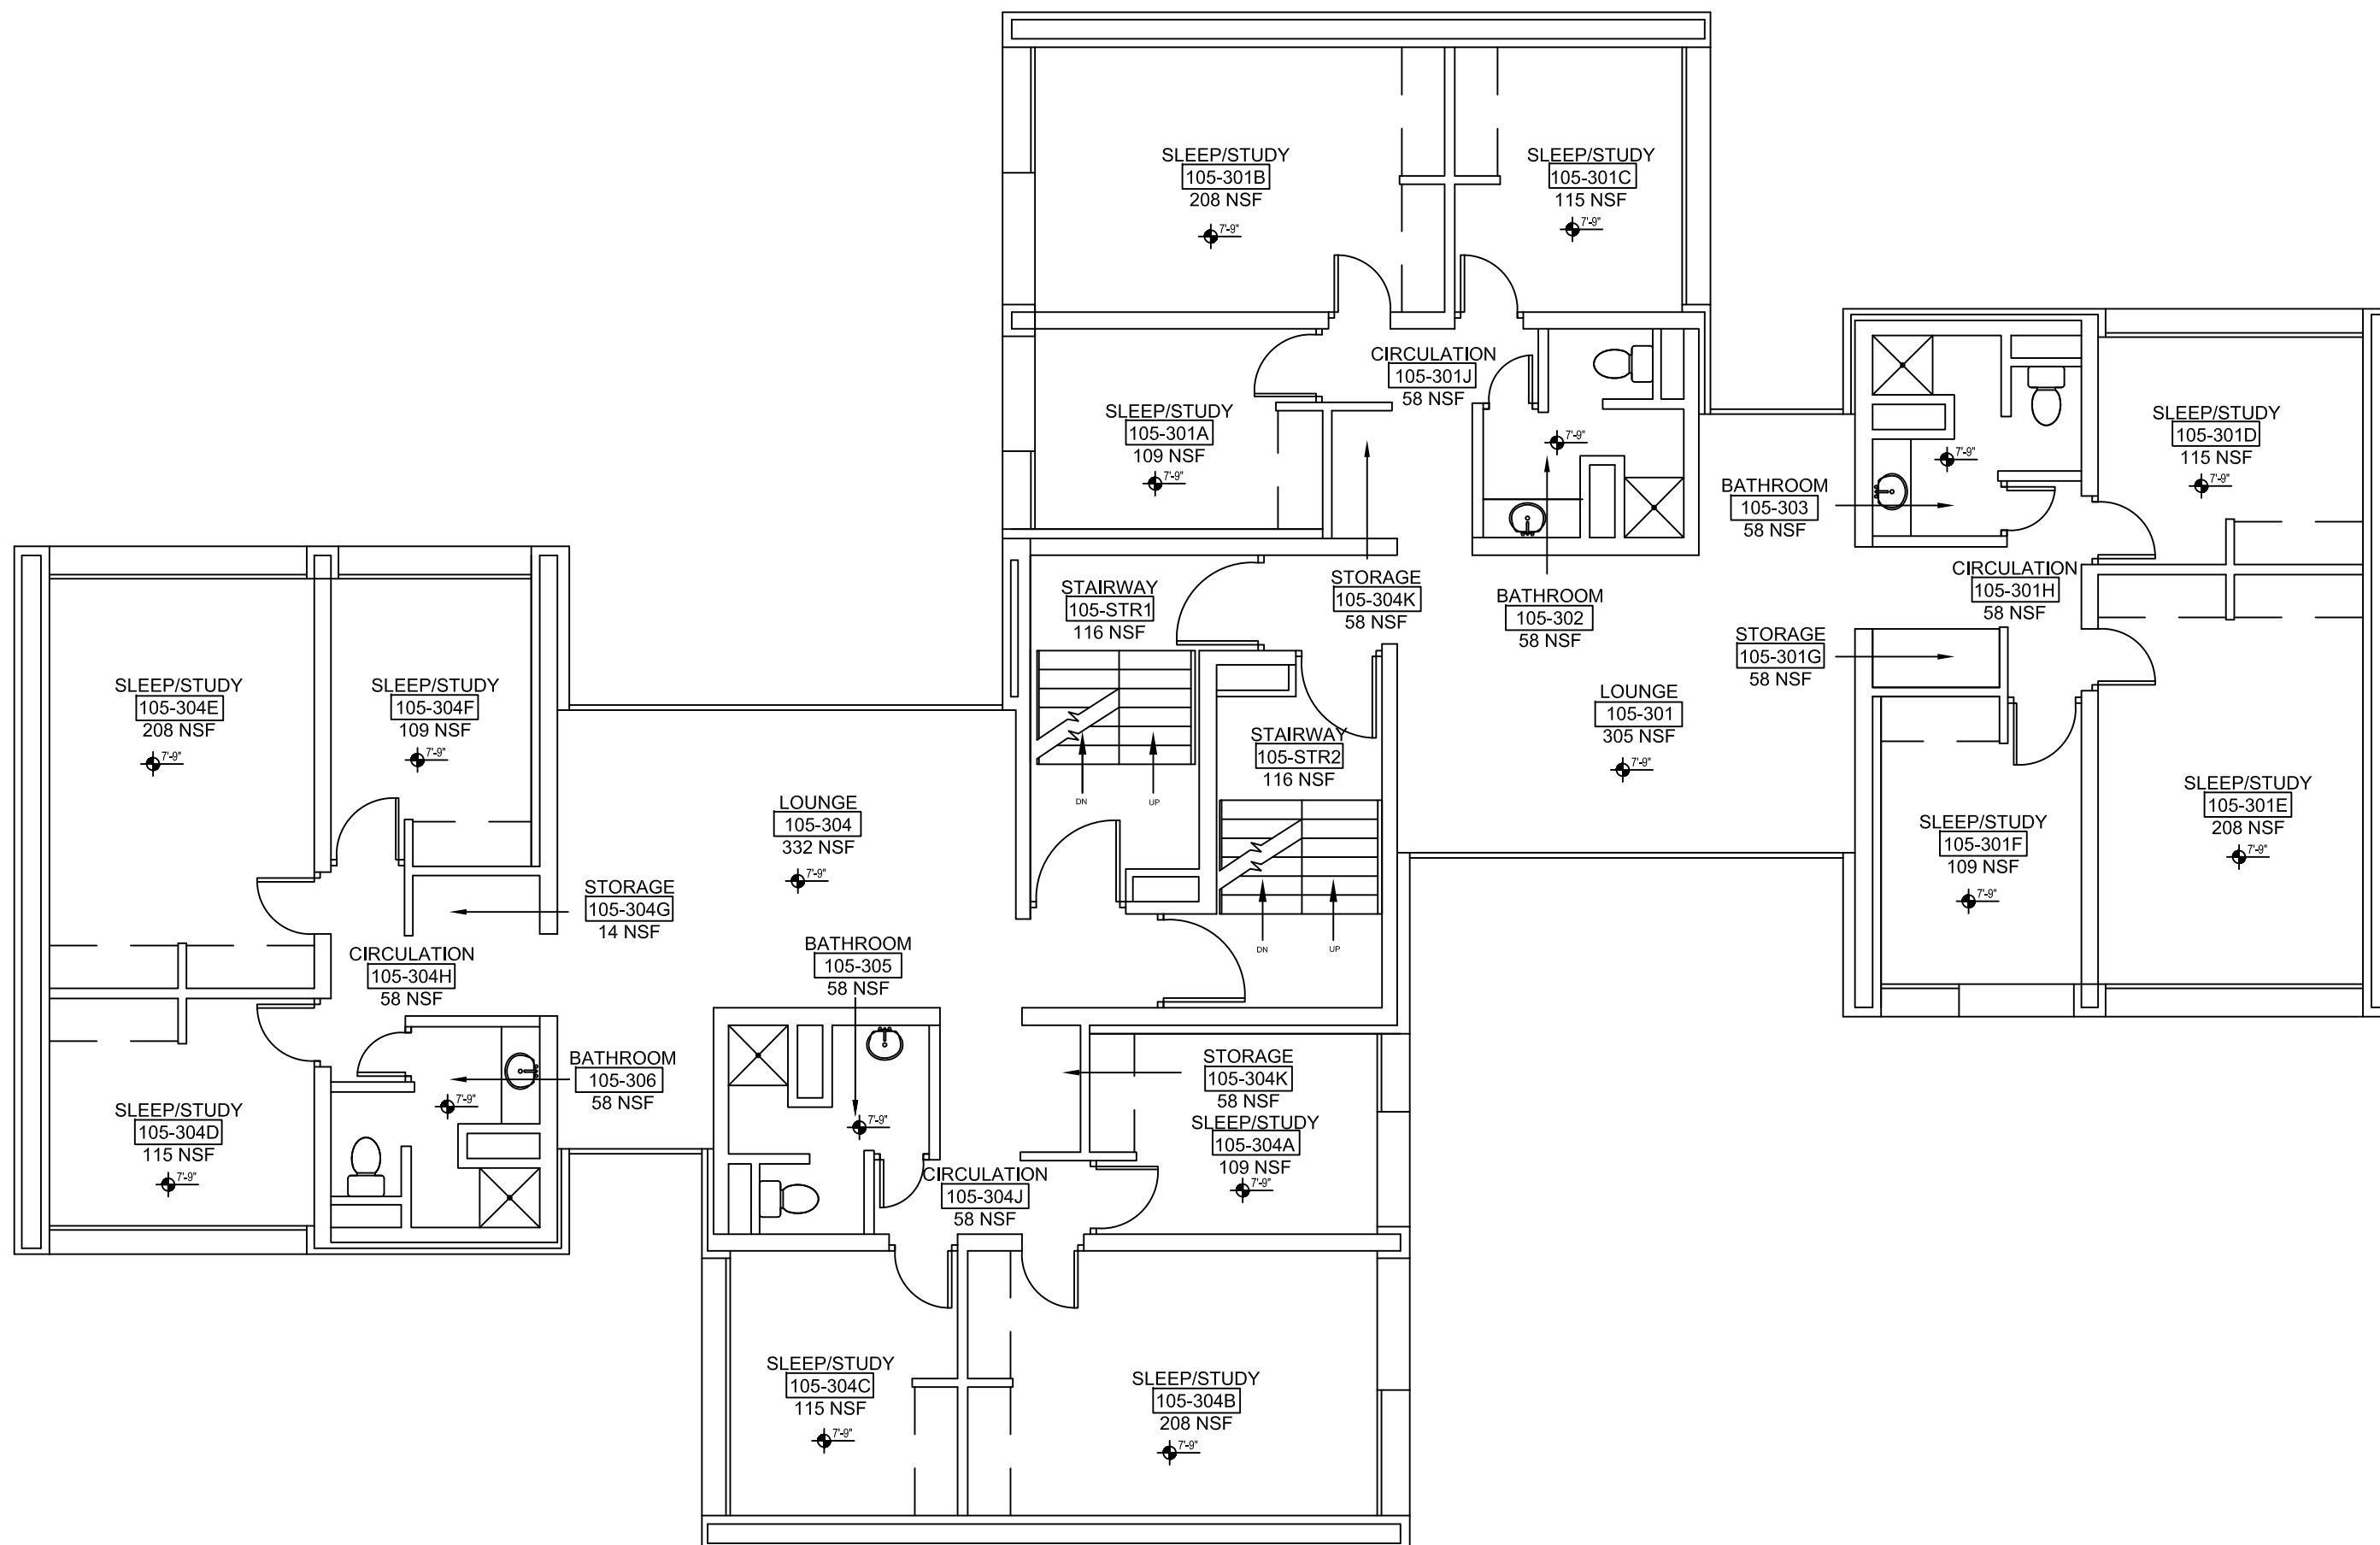 SLEEP/STUDY
105-301B
208 NSF
7'-9"
SLEEP/STUDY
105-301C
115 NSF
7'-9"
CIRCULATION
105-301J
58 NSF
SLEEP/STUDY
105-301A
109 NSF
7'-9"
7'-9"
SLEEP/STUDY
105-301D
115 NSF
7'-9"
7'-9"
BATHROOM
105-303
58 NSF
STAIRWAY
105-STR1
116 NSF
STORAGE
105-304K
58 NSF
BATHROOM
105-302
58 NSF
CIRCULATION
105-301H
58 NSF
STORAGE
105-301G
58 NSF
SLEEP/STUDY
105-304E
208 NSF
7'-9"
SLEEP/STUDY
105-304F
109 NSF
7'-9"
LOUNGE
105-301
305 NSF
7'-9"
STAIRWAY
105-STR2
116 NSF
DN
UP
LOUNGE
105-304
332 NSF
7'-9"
SLEEP/STUDY
105-301E
208 NSF
7'-9"
SLEEP/STUDY
105-301F
109 NSF
7'-9"
STORAGE
105-304G
14 NSF
DN
UP
CIRCULATION
105-304H
58 NSF
BATHROOM
105-305
58 NSF
BATHROOM
105-306
58 NSF
7'-9"
7'-9"
STORAGE
105-304K
58 NSF
SLEEP/STUDY
105-304A
109 NSF
7'-9"
SLEEP/STUDY
105-304D
115 NSF
7'-9"
CIRCULATION
105-304J
58 NSF
SLEEP/STUDY
105-304C
115 NSF
7'-9"
SLEEP/STUDY
105-304B
208 NSF
7'-9"